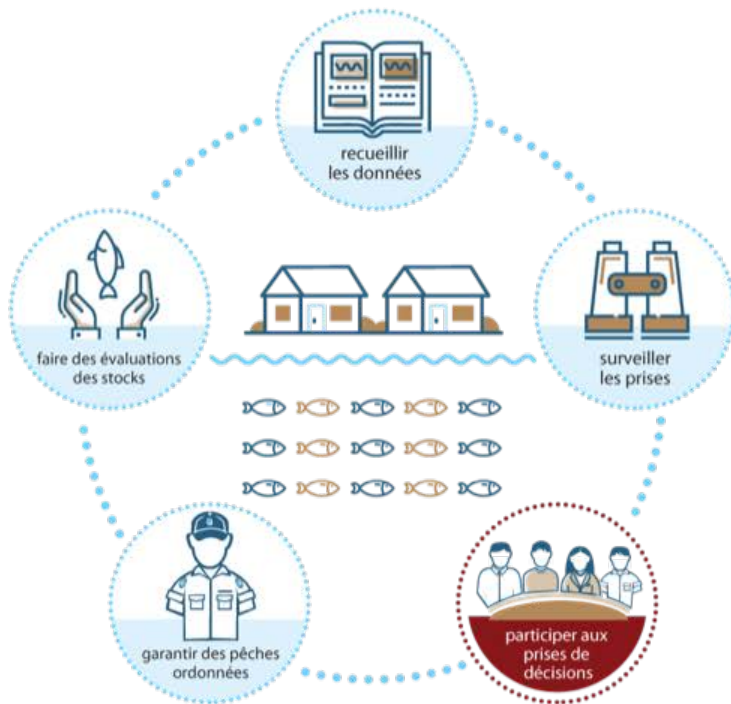 recueillir
les données
faire des évaluations
des stocks
surveiller
les prises
garantir des pêches
ordonnées
participer aux
prises de
décisions